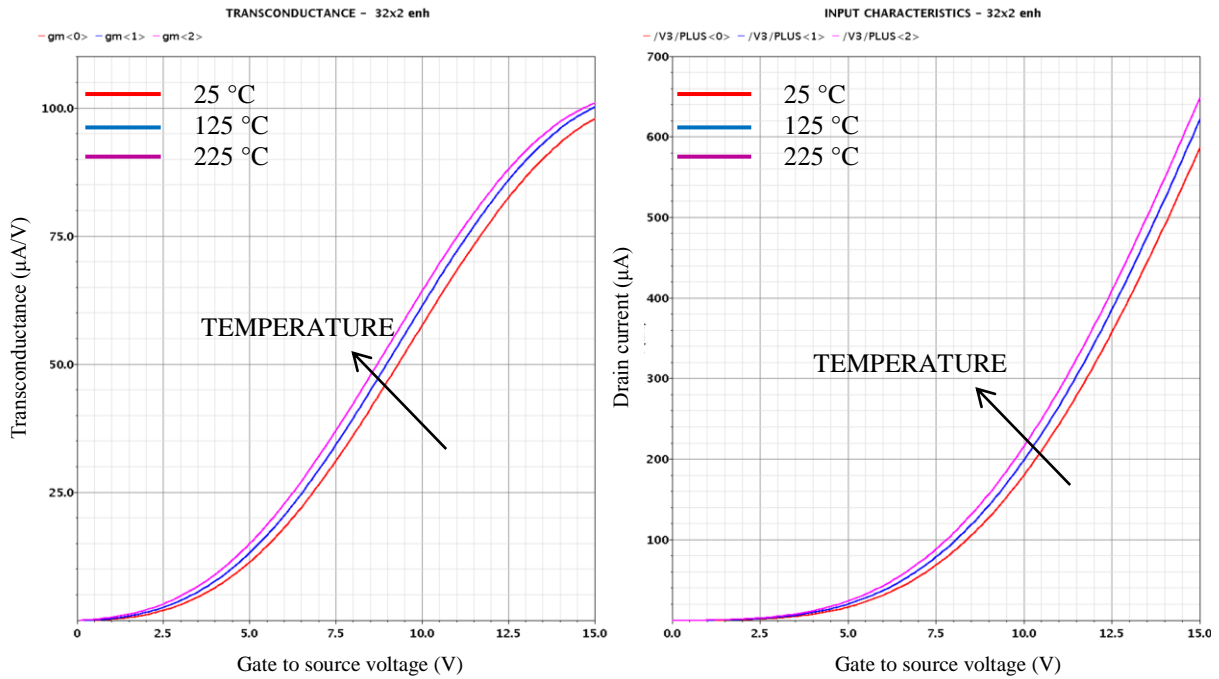 TRANSCONDUCTANCE - 32x2 enh
gm<0> gm<1> gm<2>
25 °C
125 °C
225 °C
TEMPERATURE
Transconductance (µA/V)
100.0
75.0
50.0
25.0
0 2.5 5.0 7.5 10.0 12.5 15.0
Gate to source voltage (V)
INPUT CHARACTERISTICS - 32x2 enh
/V3/PLUS<0> /V3/PLUS<1> /V3/PLUS<2>
25 °C
125 °C
225 °C
TEMPERATURE
Drain current (µA)
700
600
500
400
300
200
100
.00
0.0 2.5 5.0 7.5 10.0 12.5 15.0
Gate to source voltage (V)